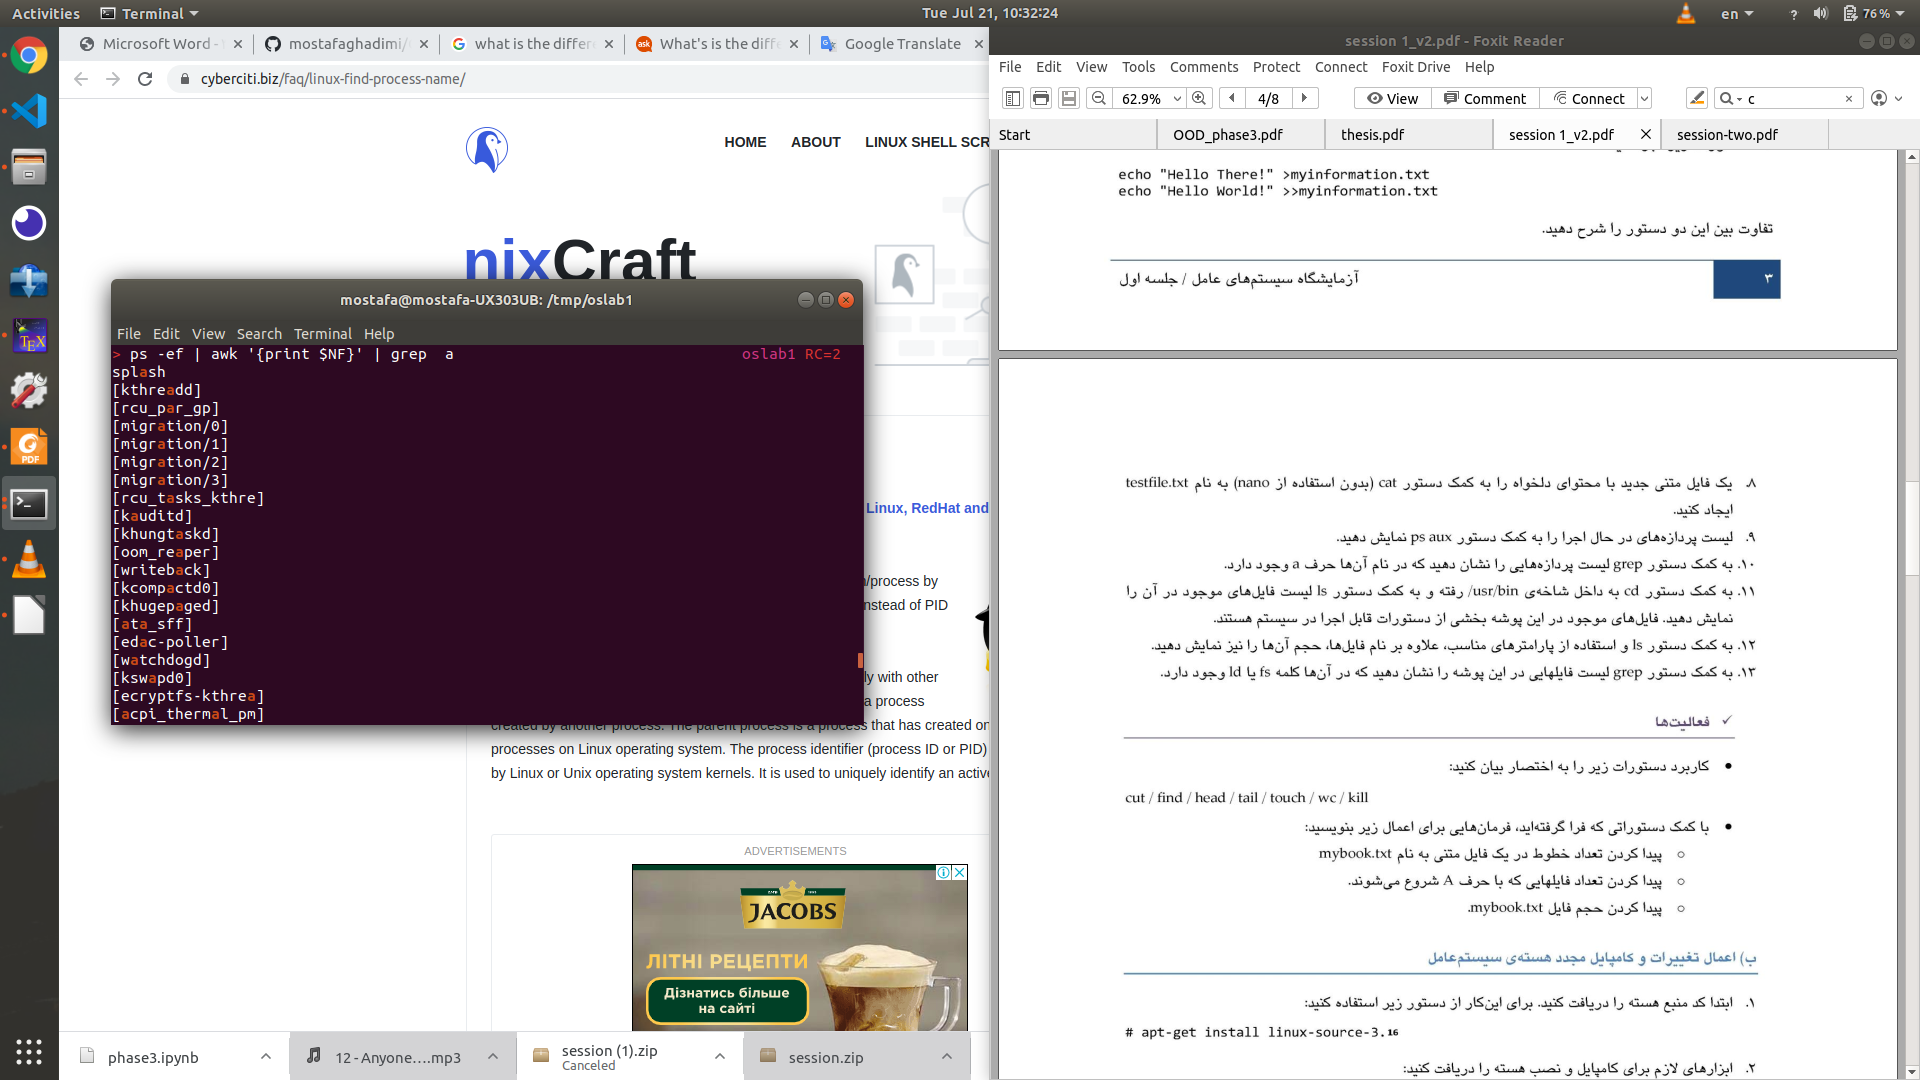 Activities
Terminal
Tue Jul 21, 10:32:24
en
?
76 %
Microsoft Word -
mostafaghadimi/
what is the differen
What's is the diffe
Google Translate
cyberciti.biz/faq/linux-find-process-name/
HOME
ABOUT
LINUX SHELL SCR
nixCraft
Linux, RedHat and
n/process by
nstead of PID
ly with other
a process
created by another process. The parent process is a process that has created on
processes on Linux operating system. The process identifier (process ID or PID)
by Linux or Unix operating system kernels. It is used to uniquely identify an active
ADVERTISEMENTS
JACOBS
ЛІТНІ РЕЦЕПТИ
Дізнатись більше
на сайті
mostafa@mostafa-UX303UB: /tmp/oslab1
File Edit View Search Terminal Help
> ps -ef | awk '{print $NF}' | grep  a
oslab1 RC=2
splash
[kthreadd]
[rcu_par_gp]
[migration/0]
[migration/1]
[migration/2]
[migration/3]
[rcu_tasks_kthre]
[kauditd]
[khungtaskd]
[oom_reaper]
[writeback]
[kcompactd0]
[khugepaged]
[ata_sff]
[edac-poller]
[watchdogd]
[kswapd0]
[ecryptfs-kthrea]
[acpi_thermal_pm]
phase3.ipynb
12 - Anyone....mp3
session (1).zip
Canceled
session.zip
PDF
TEX
session 1_v2.pdf - Foxit Reader
File Edit View Tools Comments Protect Connect Foxit Drive Help
62.9%
4/8
View
Comment
Connect
c
Start
OOD_phase3.pdf
thesis.pdf
session 1_v2.pdf
session-two.pdf
echo "Hello There!" >myinformation.txt
echo "Hello World!" >>myinformation.txt
تفاوت بین این دو دستور را شرح دهید.
آزمایشگاه سیستم‌های عامل / جلسه اول
۳
۸. یک فایل متنی جدید با محتوای دلخواه را به کمک دستور cat (بدون استفاده از nano) به نام testfile.txt
ایجاد کنید.
۹. لیست پردازه‌های در حال اجرا را به کمک دستور ps aux نمایش دهید.
۱۰. به کمک دستور grep لیست پردازه‌هایی را نشان دهید که در نام آن‌ها حرف a وجود دارد.
۱۱. به کمک دستور cd به داخل شاخه‌ی /usr/bin رفته و به کمک دستور ls لیست فایل‌های موجود در آن را
نمایش دهید. فایل‌های موجود در این پوشه بخشی از دستورات قابل اجرا در سیستم هستند.
۱۲. به کمک دستور ls و استفاده از پارامترهای مناسب، علاوه بر نام فایل‌ها، حجم آن‌ها را نیز نمایش دهید.
۱۳. به کمک دستور grep لیست فایلهایی در این پوشه را نشان دهید که در آن‌ها کلمه fs یا ld وجود دارد.
✓ فعالیت‌ها
● کاربرد دستورات زیر را به اختصار بیان کنید:
cut / find / head / tail / touch / wc / kill
● با کمک دستوراتی که فرا گرفته‌اید، فرمان‌هایی برای اعمال زیر بنویسید:
○ پیدا کردن تعداد خطوط در یک فایل متنی به نام mybook.txt
○ پیدا کردن تعداد فایلهایی که با حرف A شروع می‌شوند.
○ پیدا کردن حجم فایل mybook.txt.
ب) اعمال تغییرات و کامپایل مجدد هسته‌ی سیستم‌عامل
۱. ابتدا کد منبع هسته را دریافت کنید. برای این‌کار از دستور زیر استفاده کنید:
# apt-get install linux-source-3.16
۲. ابزارهای لازم برای کامپایل و نصب هسته را دریافت کنید: